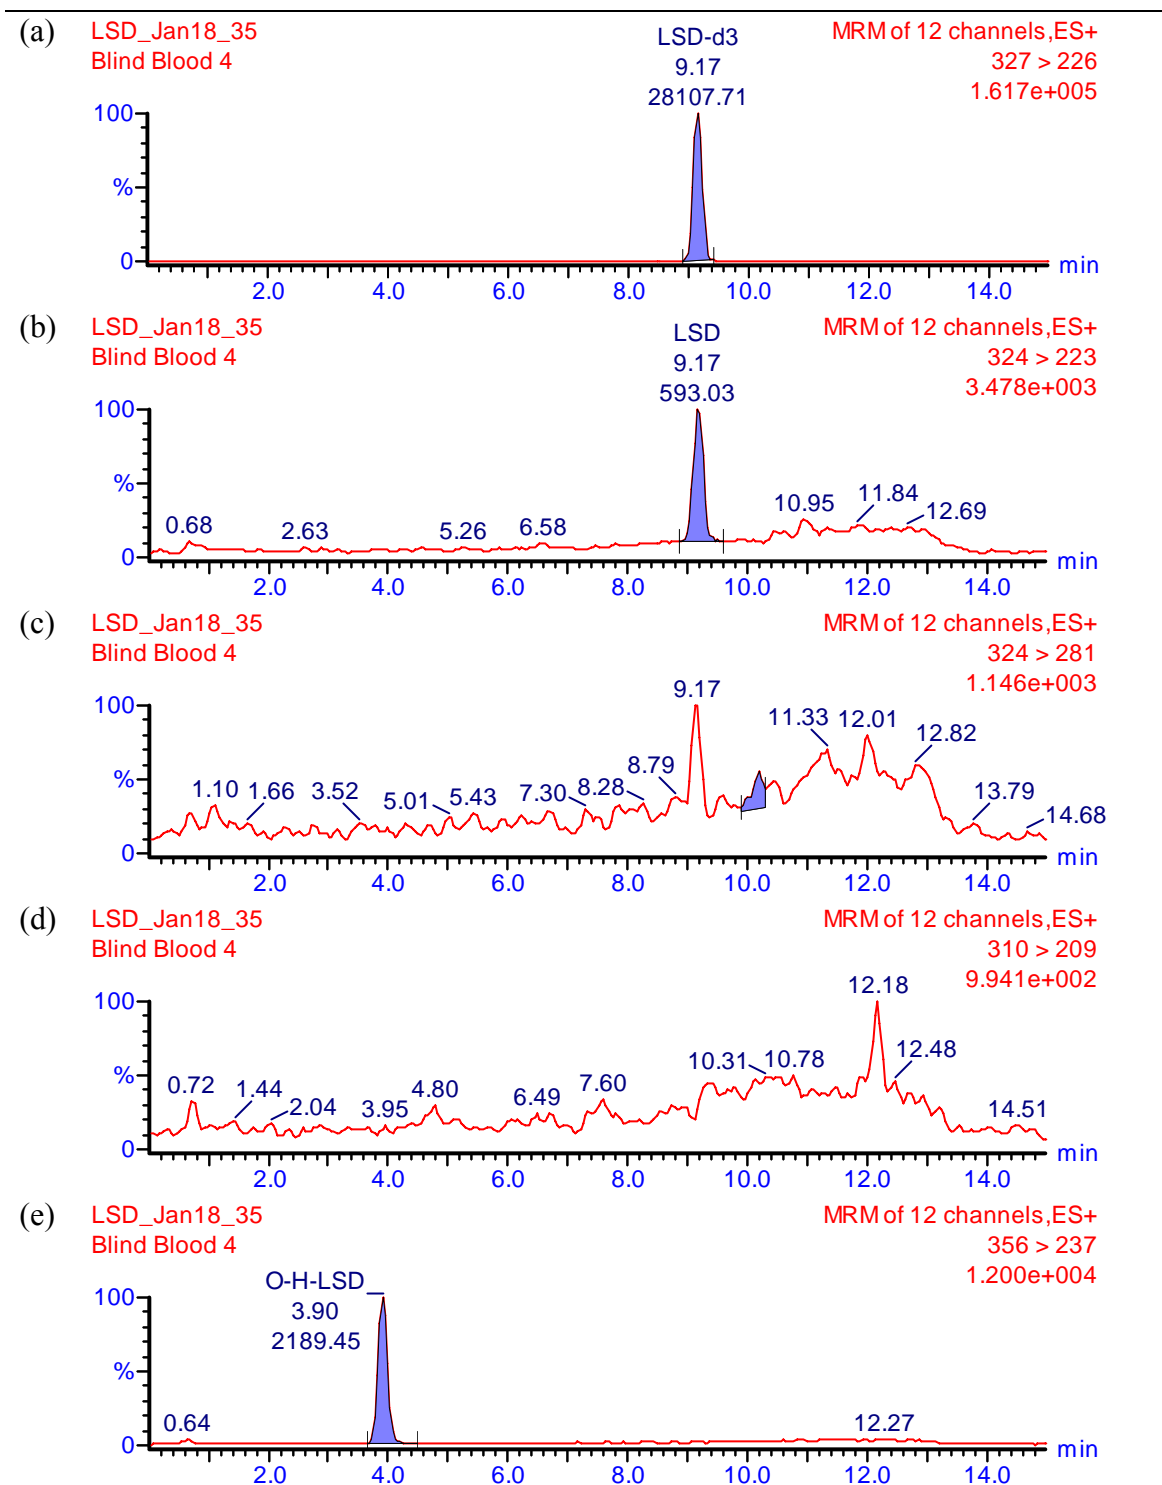 (a)
LSD_Jan18_35
Blind Blood 4
LSD-d3
9.17
28107.71
MRM of 12 channels,ES+
327 > 226
1.617e+005
100
%
0
2.0 4.0 6.0 8.0 10.0 12.0 14.0
min
(b)
LSD_Jan18_35
Blind Blood 4
LSD
9.17
593.03
MRM of 12 channels,ES+
324 > 223
3.478e+003
100
%
0
0.68 2.63 5.26 6.58 10.95 11.84 12.69
2.0 4.0 6.0 8.0 10.0 12.0 14.0
min
(c)
LSD_Jan18_35
Blind Blood 4
MRM of 12 channels,ES+
324 > 281
1.146e+003
100
%
0
1.10 1.66 3.52 5.01 5.43 7.30 8.28 8.79 9.17 11.33 12.01 12.82 13.79 14.68
2.0 4.0 6.0 8.0 10.0 12.0 14.0
min
(d)
LSD_Jan18_35
Blind Blood 4
MRM of 12 channels,ES+
310 > 209
9.941e+002
100
%
0
0.72 1.44 2.04 3.95 4.80 6.49 7.60 10.31 10.78 12.18 12.48 14.51
2.0 4.0 6.0 8.0 10.0 12.0 14.0
min
(e)
LSD_Jan18_35
Blind Blood 4
O-H-LSD
3.90
2189.45
MRM of 12 channels,ES+
356 > 237
1.200e+004
100
%
0
0.64 12.27
2.0 4.0 6.0 8.0 10.0 12.0 14.0
min